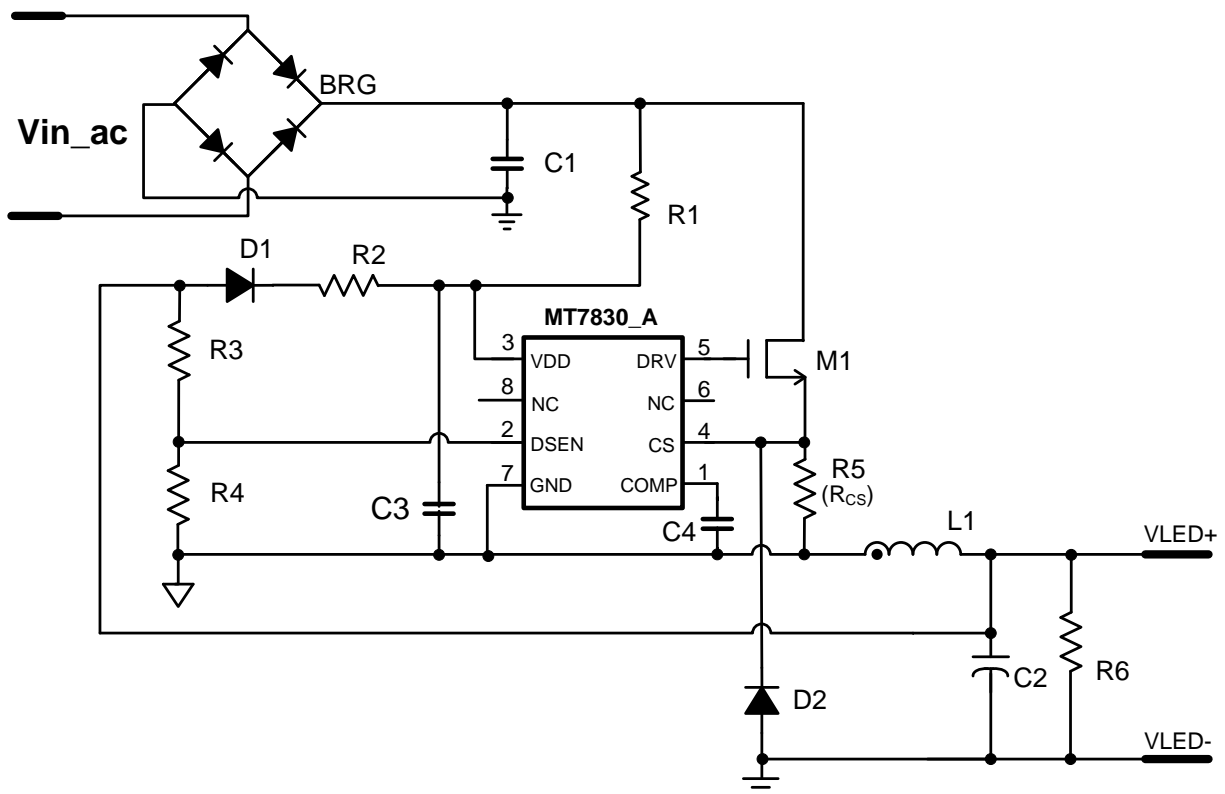 BRG
Vin_ac
C1
R1
D1
R2
MT7830_A
R3
3
VDD
DRV
5
M1
8
NC
NC
6
2
DSEN
CS
4
R4
7
GND
COMP
1
R5
(RCS)
C3
C4
L1
VLED+
C2
R6
D2
VLED-